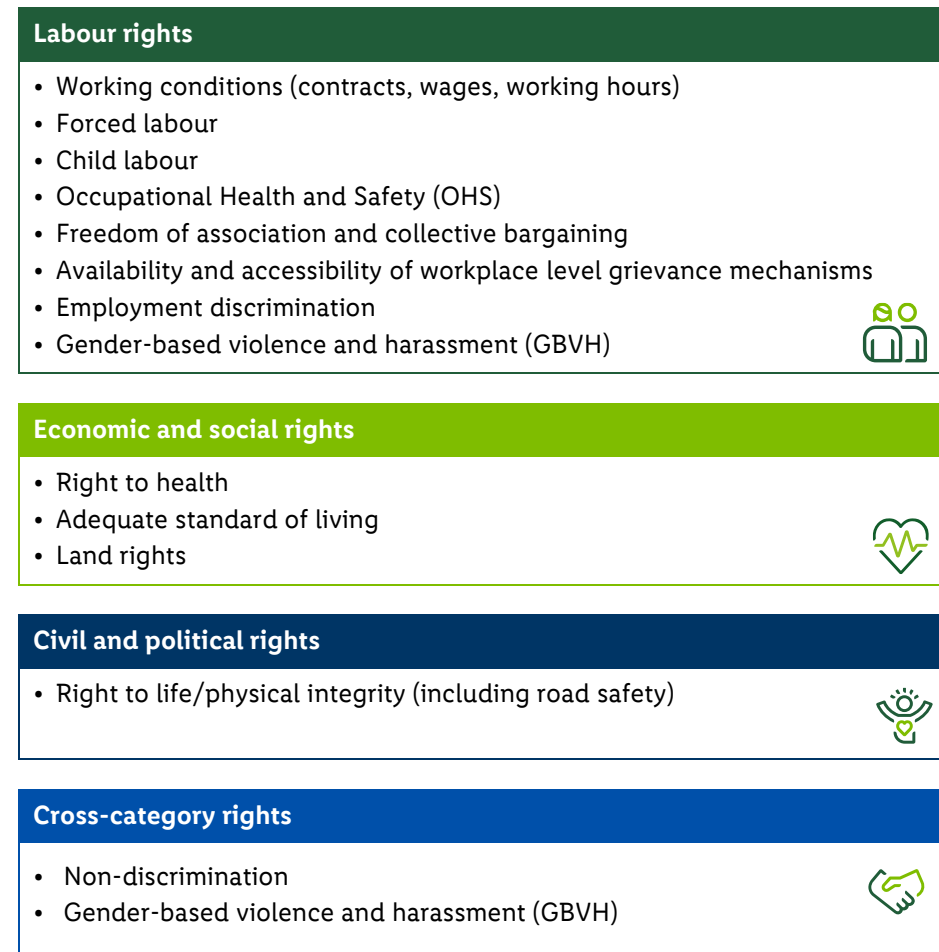 Labour rights
• Working conditions (contracts, wages, working hours)
• Forced labour
• Child labour
• Occupational Health and Safety (OHS)
• Freedom of association and collective bargaining
• Availability and accessibility of workplace level grievance mechanisms
• Employment discrimination
• Gender-based violence and harassment (GBVH)
Economic and social rights
• Right to health
• Adequate standard of living
• Land rights
Civil and political rights
• Right to life/physical integrity (including road safety)
Cross-category rights
• Non-discrimination
• Gender-based violence and harassment (GBVH)